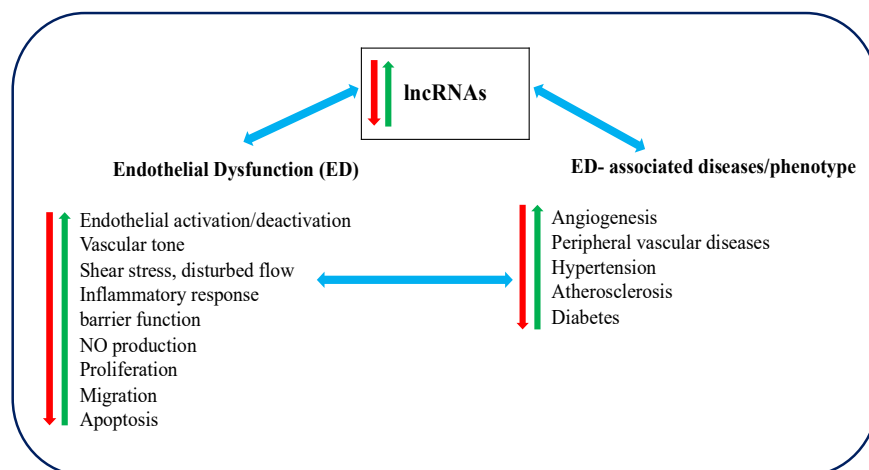 lncRNAs
Endothelial Dysfunction (ED)
Endothelial activation/deactivation
Vascular tone
Shear stress, disturbed flow
Inflammatory response
barrier function
NO production
Proliferation
Migration
Apoptosis
ED- associated diseases/phenotype
Angiogenesis
Peripheral vascular diseases
Hypertension
Atherosclerosis
Diabetes